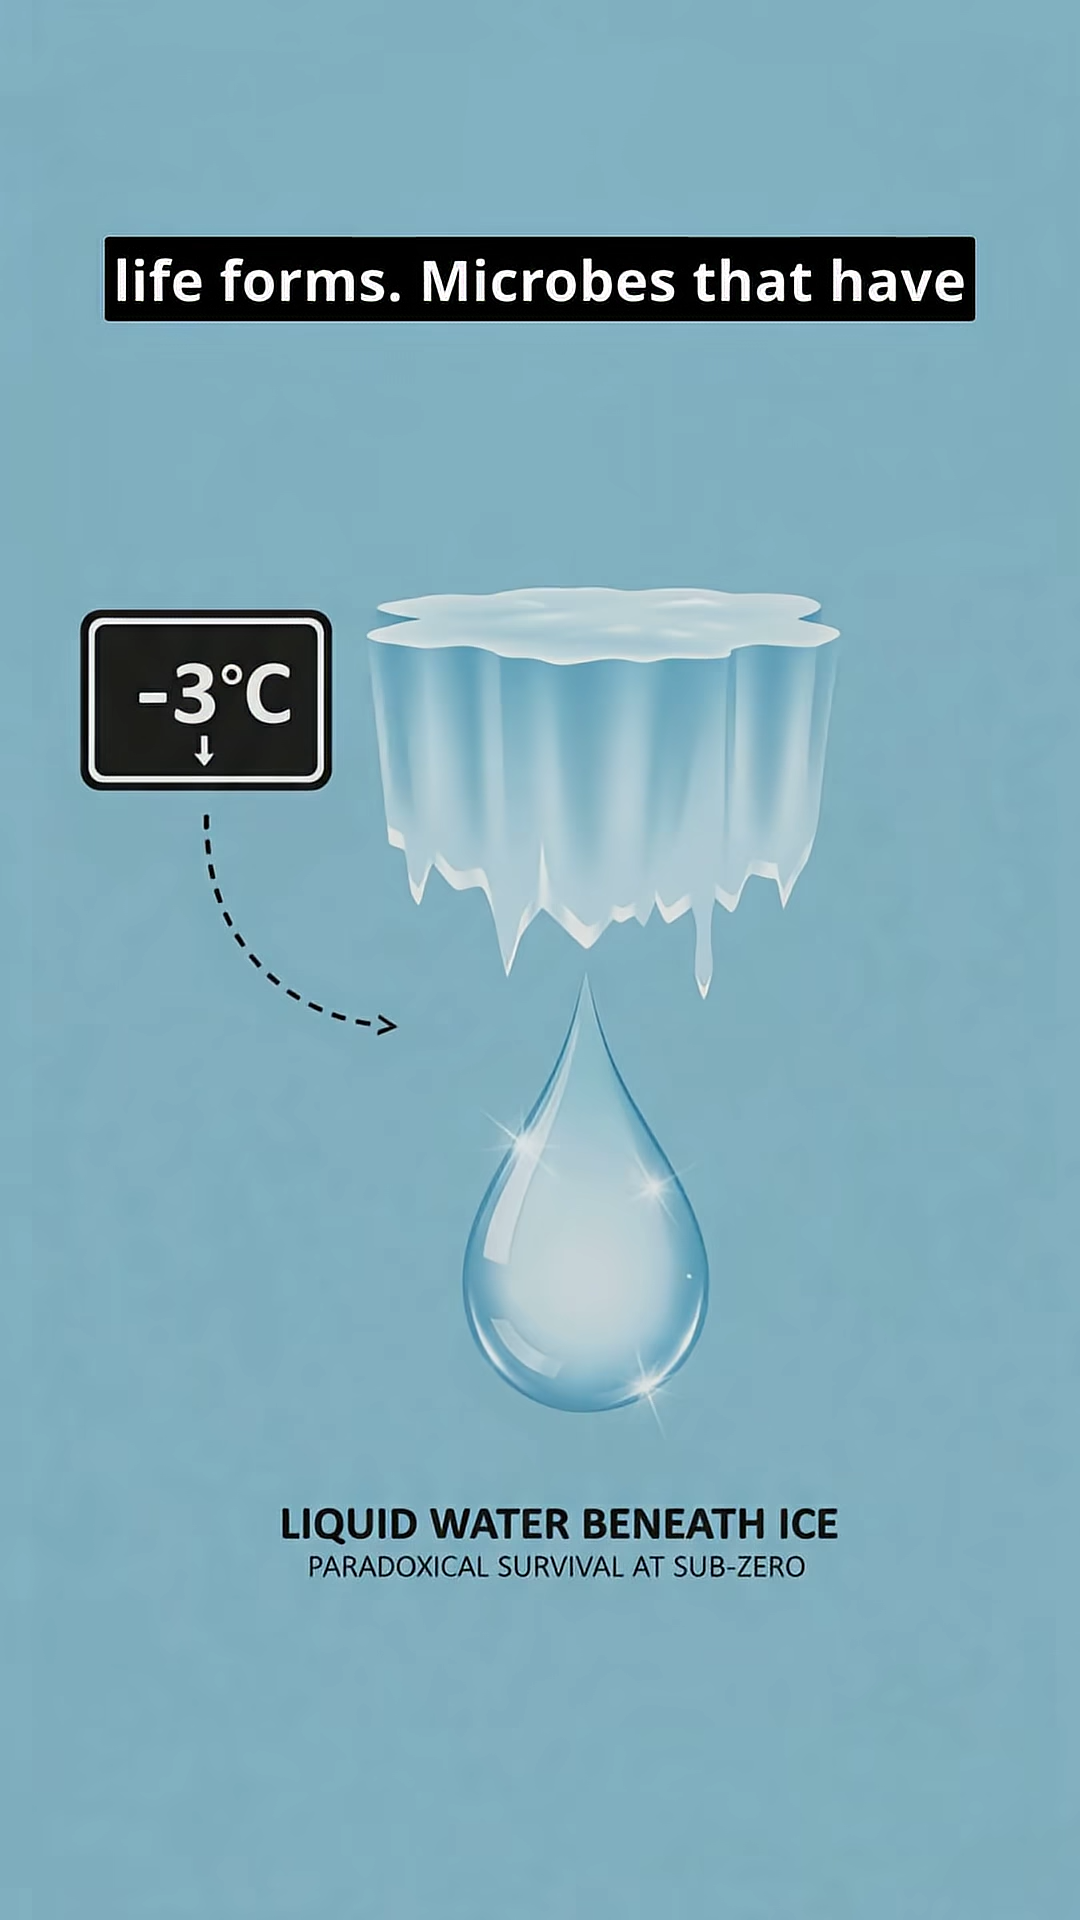 life forms. Microbes that have
-3°C
LIQUID WATER BENEATH ICE
PARADOXICAL SURVIVAL AT SUB-ZERO